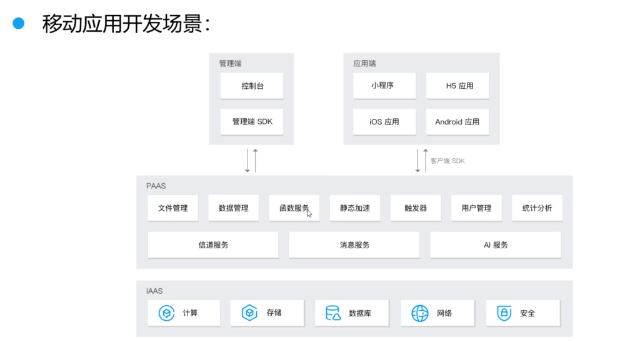 移动应用开发场景：
管理端
控制台
管理端 SDK
应用端
小程序 H5 应用
iOS 应用 Android 应用
客户端 SDK
PAAS
文件管理 数据管理 函数服务 静态加速 触发器 用户管理 统计分析
信道服务 消息服务 AI 服务
IAAS
计算 存储 数据库 网络 安全